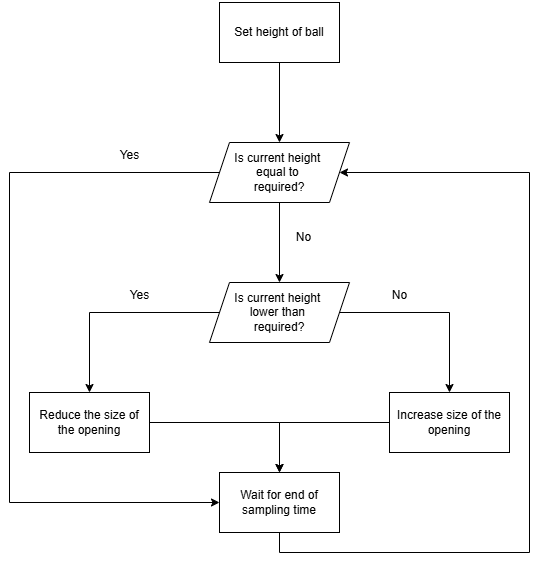 Set height of ball
Yes
Is current height
equal to
required?
No
Yes
Is current height
lower than
required?
No
Reduce the size of
the opening
Increase size of the
opening
Wait for end of
sampling time